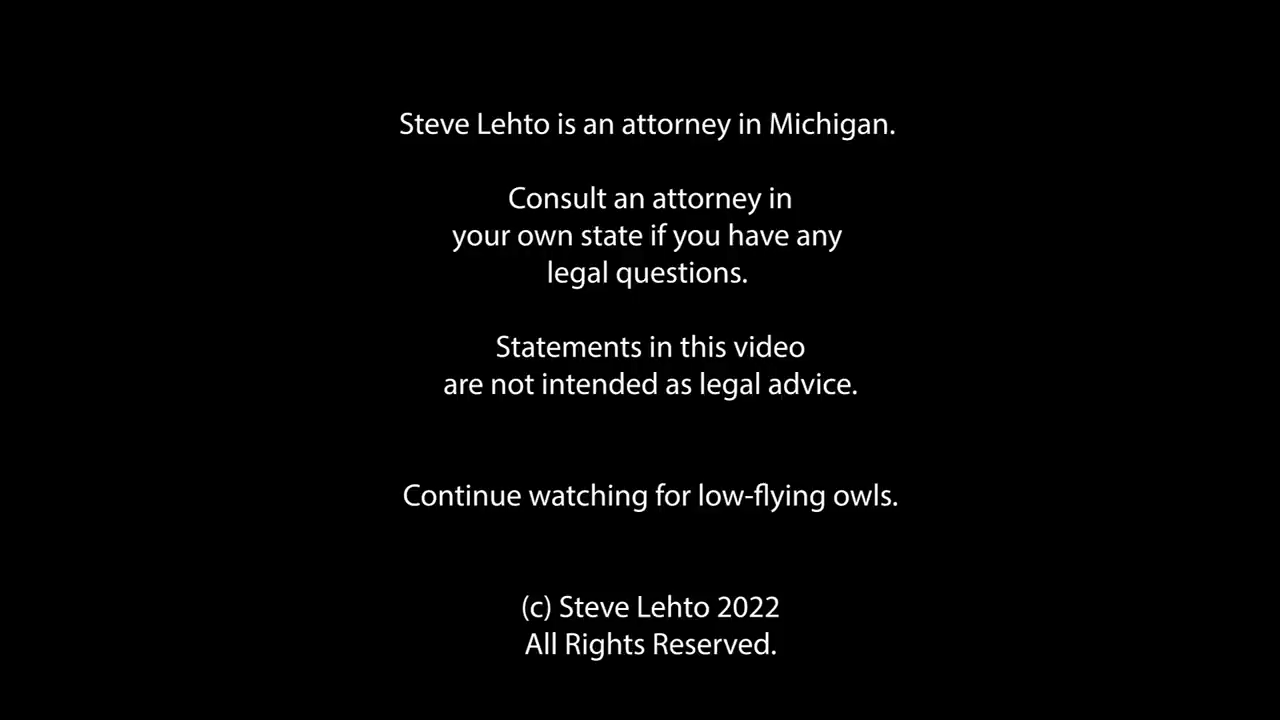 Steve Lehto is an attorney in Michigan.
Consult an attorney in
your own state if you have any
legal questions.
Statements in this video
are not intended as legal advice.
Continue watching for low-flying owls.
(c) Steve Lehto 2022
All Rights Reserved.